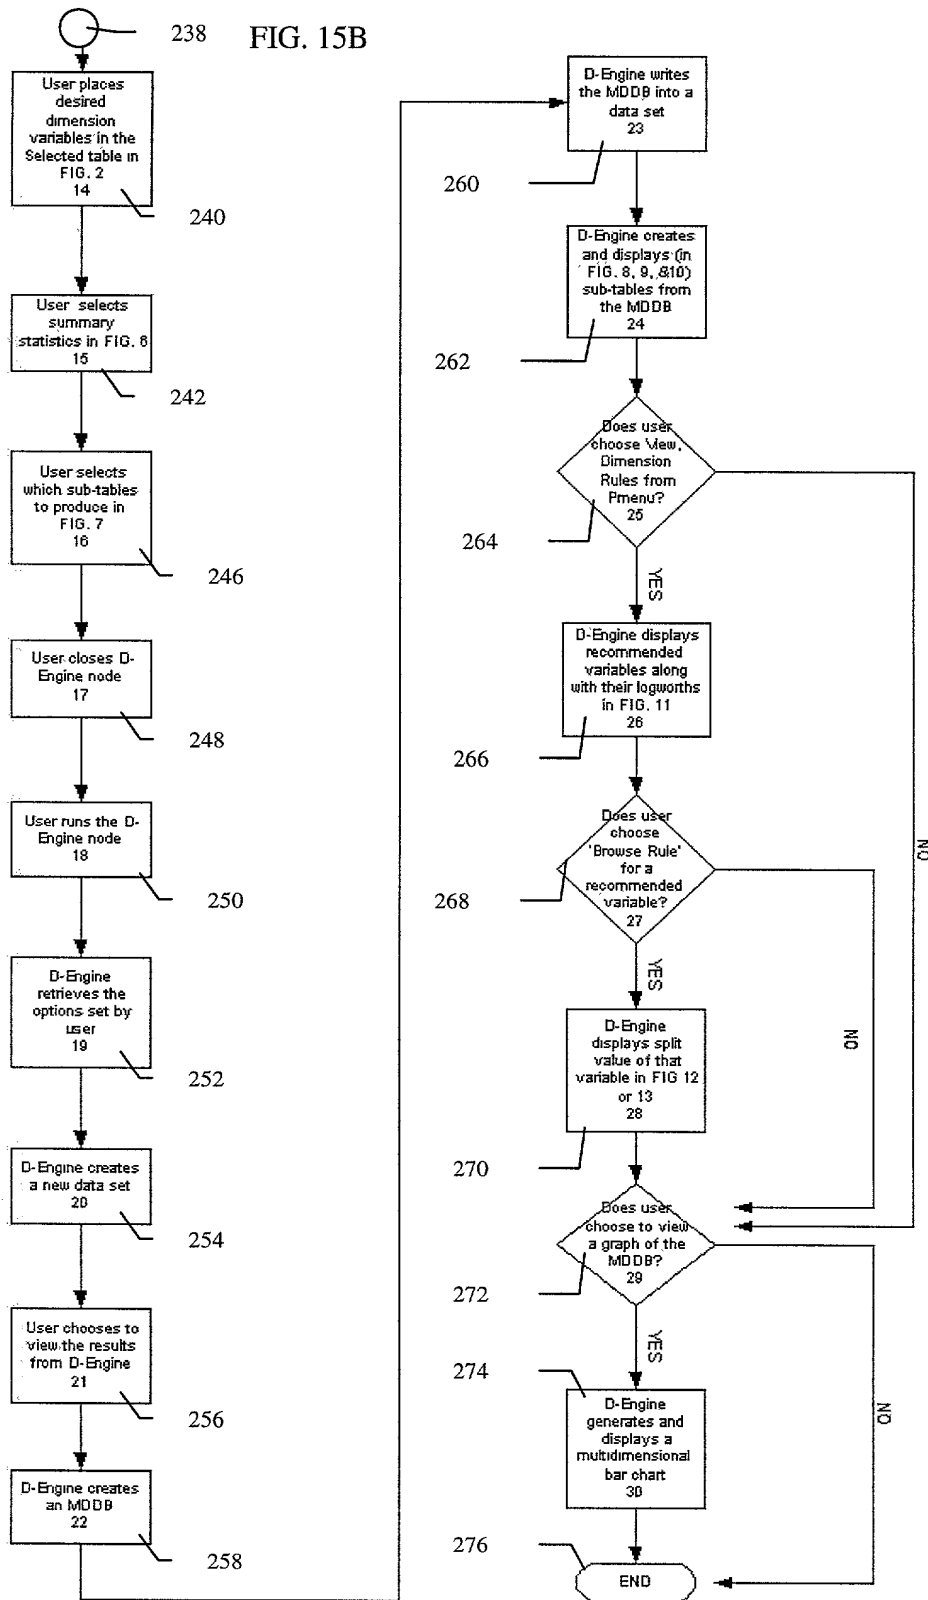 238 FIG. 15B
User places
desired
dimension
variables in the
Selected table in
FIG. 2
14
240
User selects
summary
statistics in FIG. 6
15
242
User selects
which sub-tables
to produce in
FIG. 7
16
246
User closes D-
Engine node
17
248
User runs the D-
Engine node
18
250
D-Engine
retrieves the
options set by
user
19
252
D-Engine creates
a new data set
20
254
User chooses to
view the results
from D-Engine
21
256
D-Engine creates
an MDDB
22
258
D-Engine writes
the MDDB into a
data set
23
260
D-Engine creates
and displays (in
FIG. 8, 9, &10)
sub-tables from
the MDDB
24
262
Does user
choose View,
Dimension
Rules from
Pmenu?
25
264
YES
NO
D-Engine displays
recommended
variables along
with their logworths
in FIG. 11
26
266
Does user
choose
'Browse Rule'
for a
recommended
variable?
27
268
YES
NO
D-Engine
displays split
value of that
variable in FIG 12
or 13
28
270
Does user
choose to view
a graph of the
MDDB?
29
272
YES
NO
274
D-Engine
generates and
displays a
multidimensional
bar chart
30
276
END